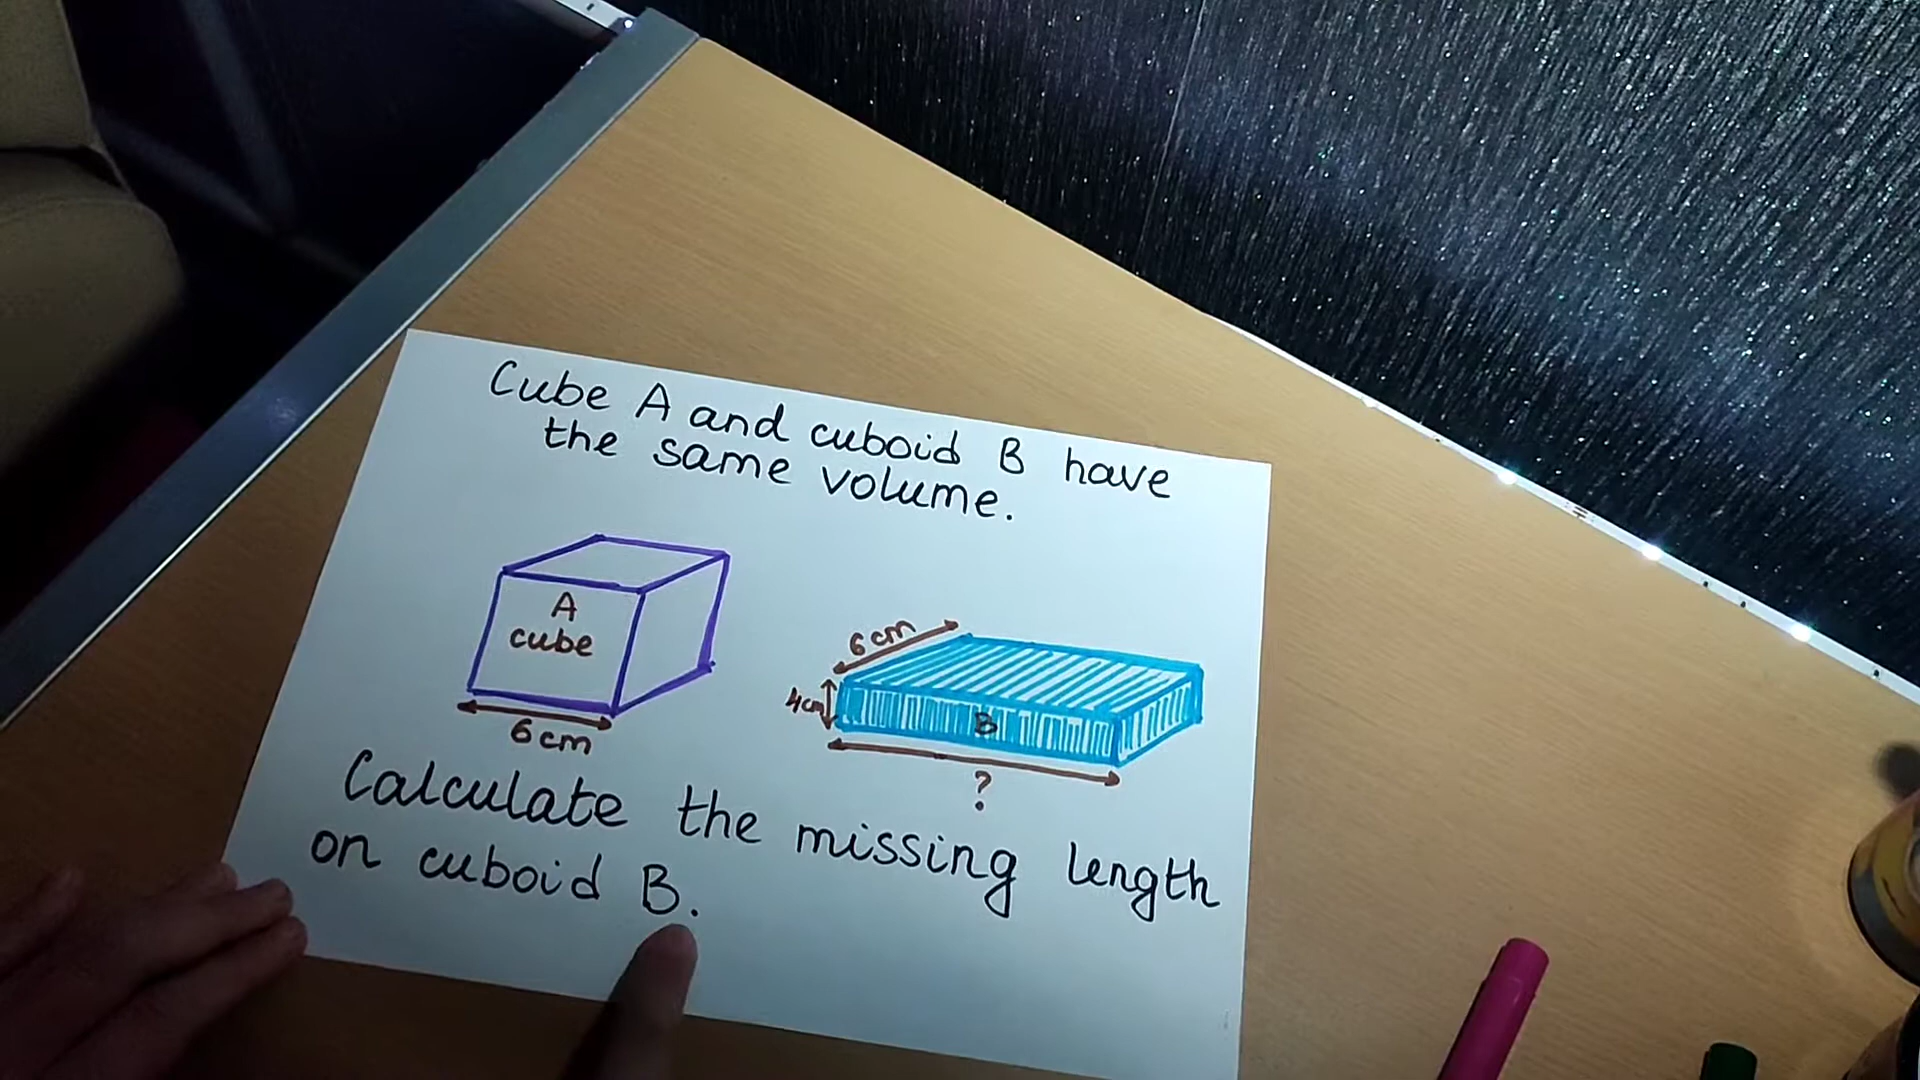 Cube A and cuboid B have
the same volume.
A
cube
6 cm
6 cm
4cm
B
?
Calculate the missing length
on cuboid B.